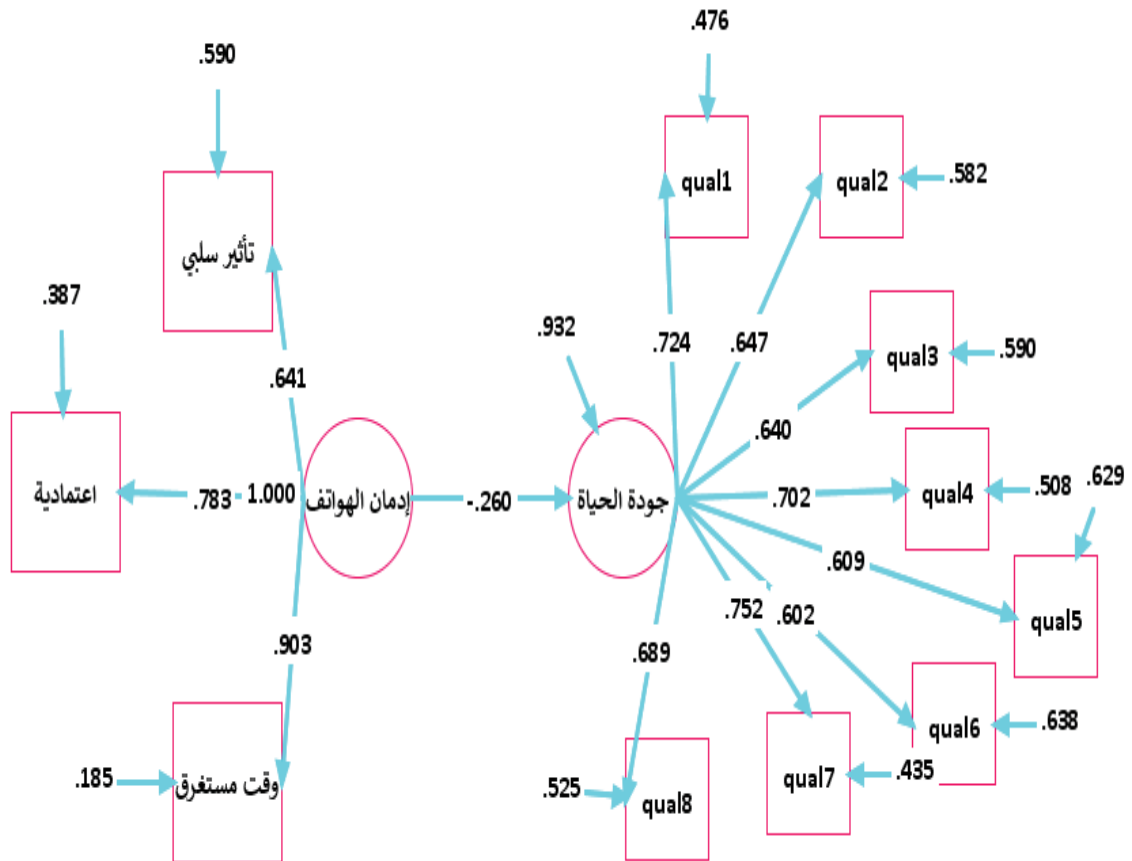 .476
.590
qual1
qual2
.582
تأثير سلبي
.387
.932
.724
.647
qual3
.590
.641
.640
اعتمادية
.783
1.000
إدمان الهواتف
-.260
جودة الحياة
.702
qual4
.508
.629
.609
.903
.689
.752
.602
qual5
وقت مستغرق
.185
.525
qual8
qual7
.435
qual6
.638